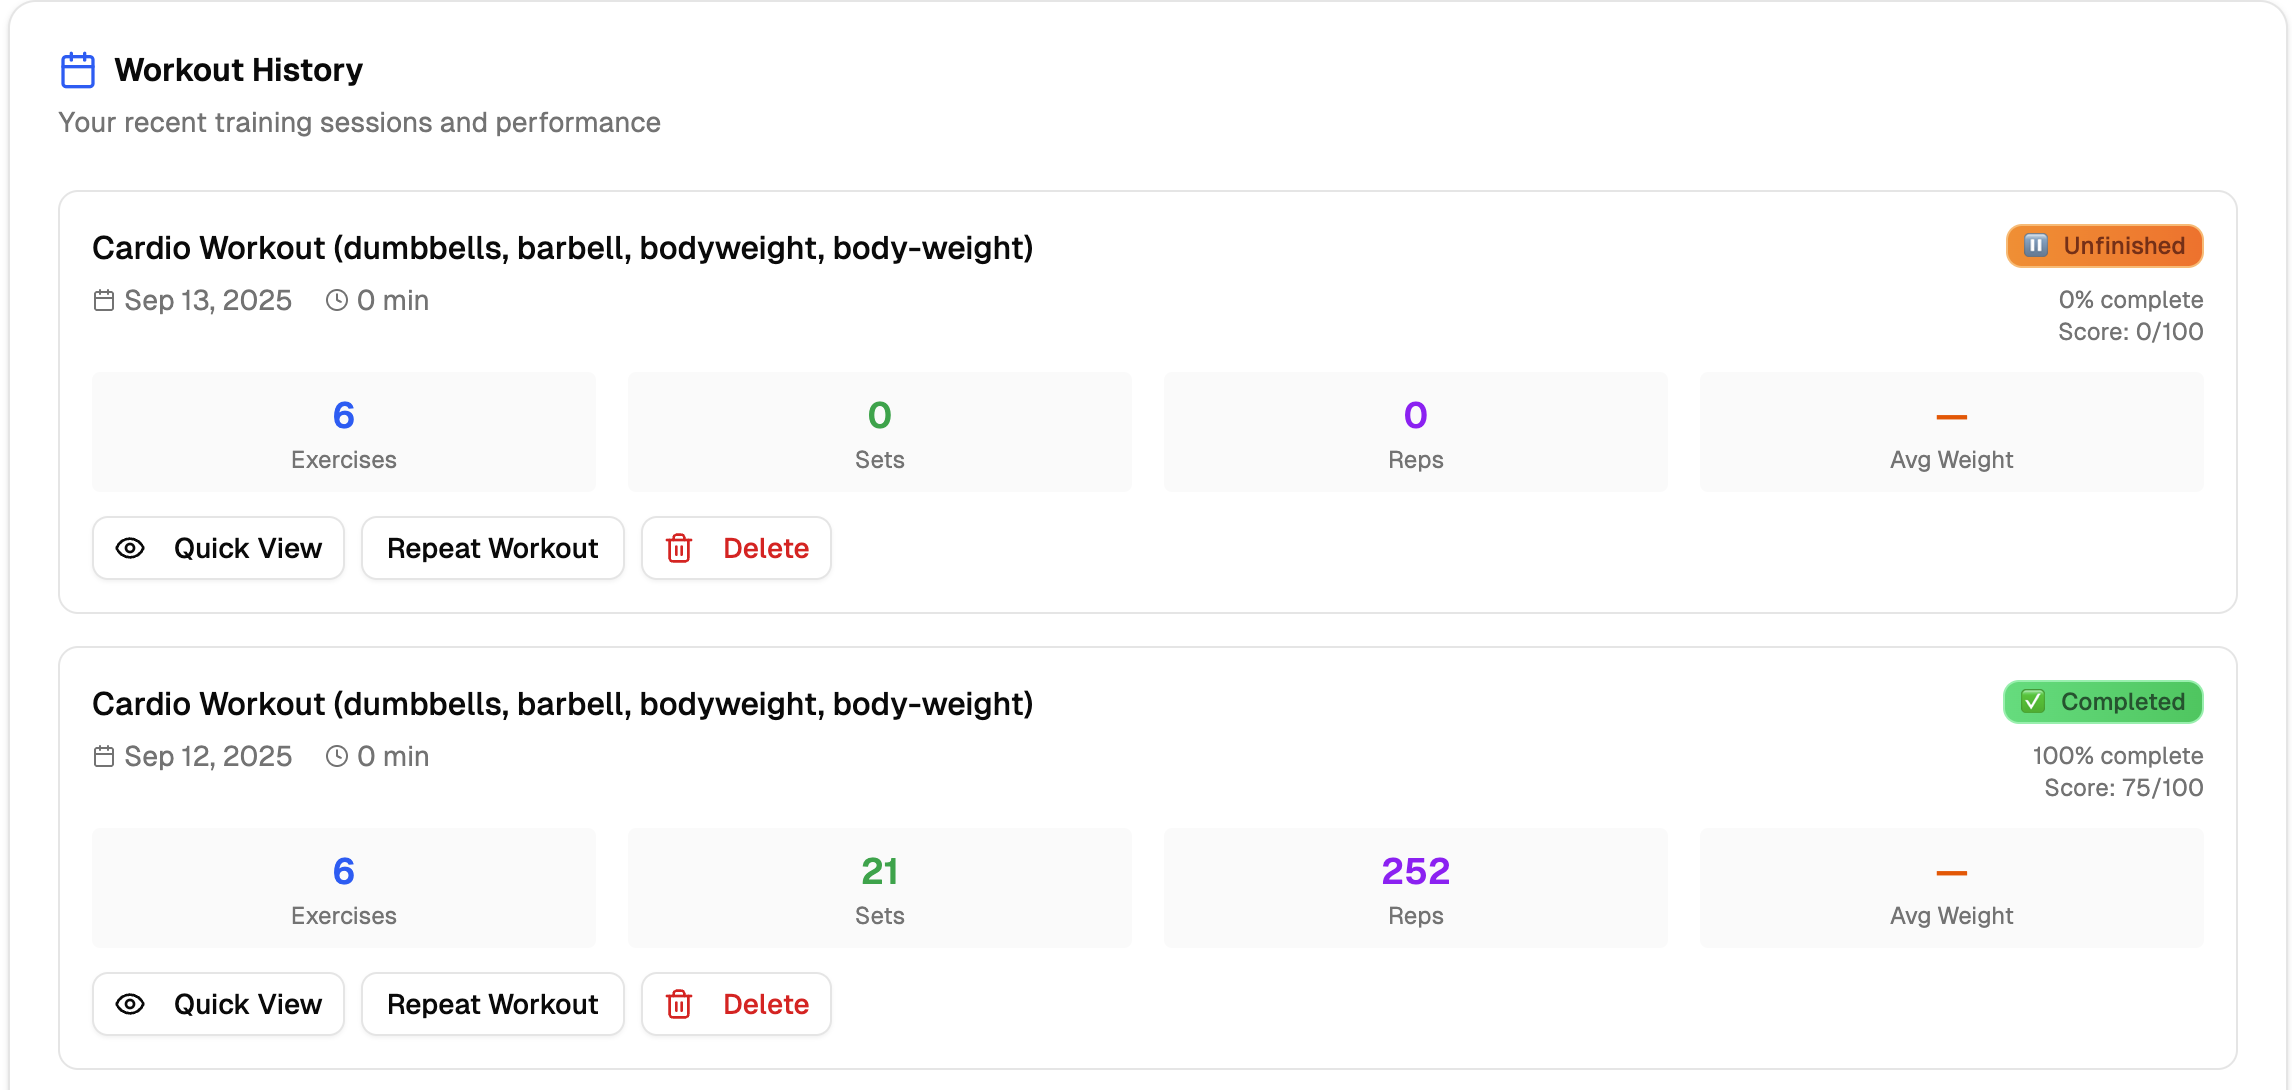 Workout History
Your recent training sessions and performance
Cardio Workout (dumbbells, barbell, bodyweight, body-weight)
Unfinished
Sep 13, 2025 0 min
0% complete
Score: 0/100
6 0 0 —
Exercises Sets Reps Avg Weight
Quick View Repeat Workout Delete
Cardio Workout (dumbbells, barbell, bodyweight, body-weight)
Completed
Sep 12, 2025 0 min
100% complete
Score: 75/100
6 21 252 —
Exercises Sets Reps Avg Weight
Quick View Repeat Workout Delete